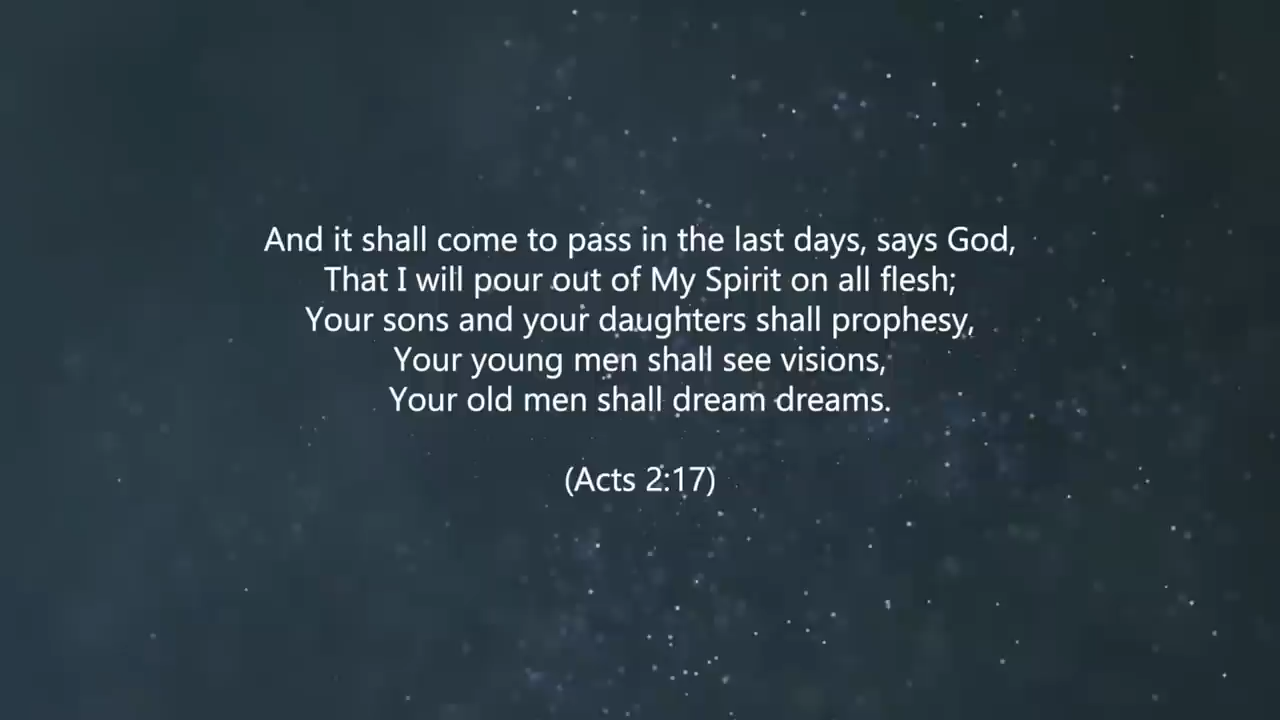 And it shall come to pass in the last days, says God,
That I will pour out of My Spirit on all flesh;
Your sons and your daughters shall prophesy,
Your young men shall see visions,
Your old men shall dream dreams.
(Acts 2:17)